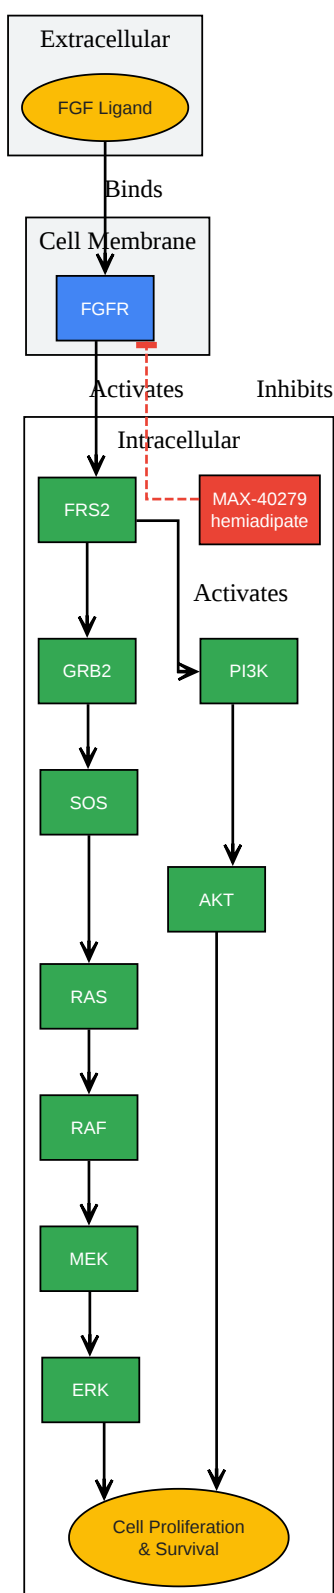 Extracellular
FGF Ligand
Binds
Cell Membrane
FGFR
Activates
Inhibits
Intracellular
FRS2
MAX-40279
hemiadipate
Activates
GRB2
PI3K
SOS
AKT
RAS
RAF
MEK
ERK
Cell Proliferation
& Survival